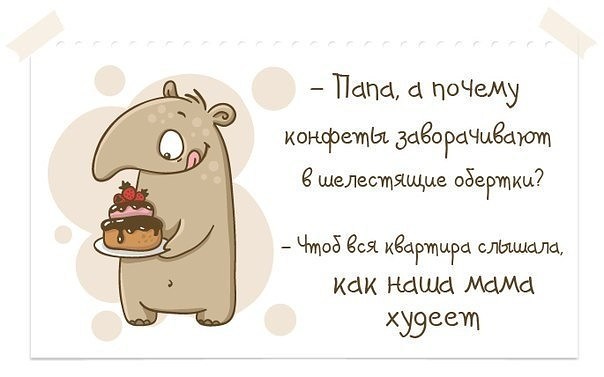 – Папа, а почему
конфеты заворачивают
в шелестящие обертки?
– Чтоб вся квартира слышала,
как наша мама
худеет